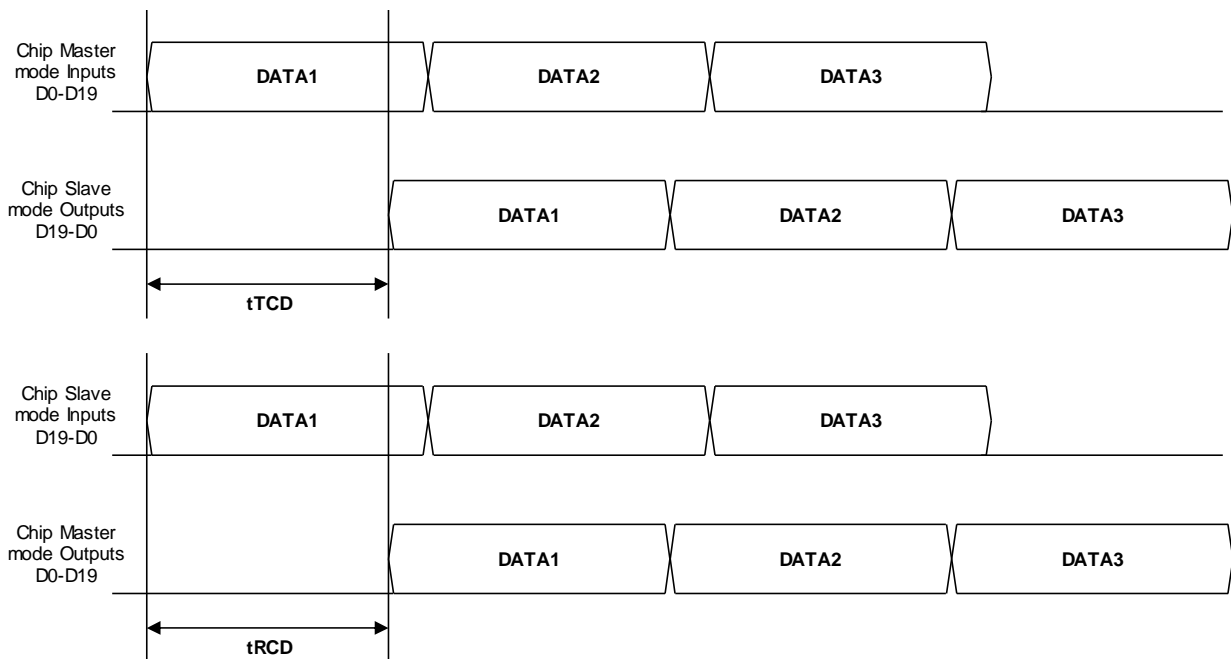 Chip Master
mode Inputs
D0-D19
DATA1
DATA2
DATA3
Chip Slave
mode Outputs
D19-D0
DATA1
DATA2
DATA3
tTCD
Chip Slave
mode Inputs
D19-D0
DATA1
DATA2
DATA3
Chip Master
mode Outputs
D0-D19
DATA1
DATA2
DATA3
tRCD